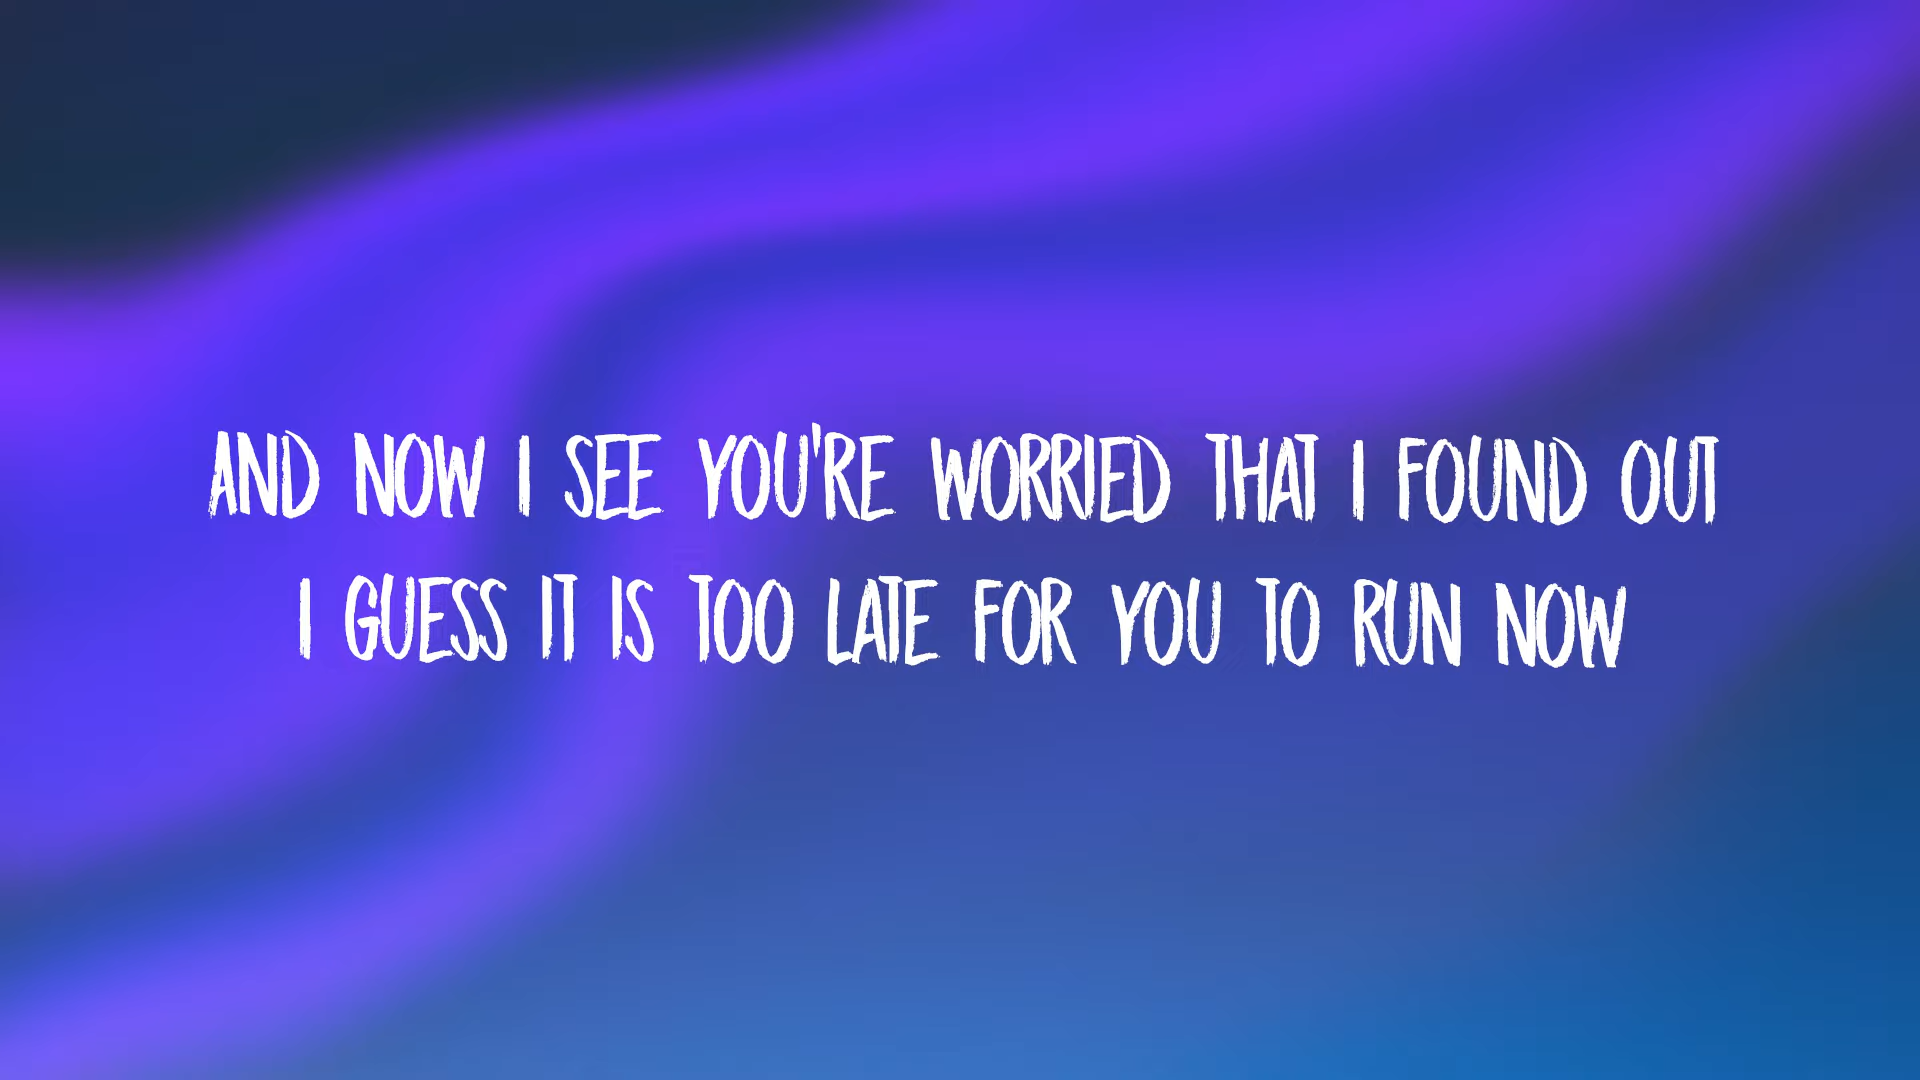 AND NOW I SEE YOU'RE WORRIED THAT I FOUND OUT
I GUESS IT IS TOO LATE FOR YOU TO RUN NOW